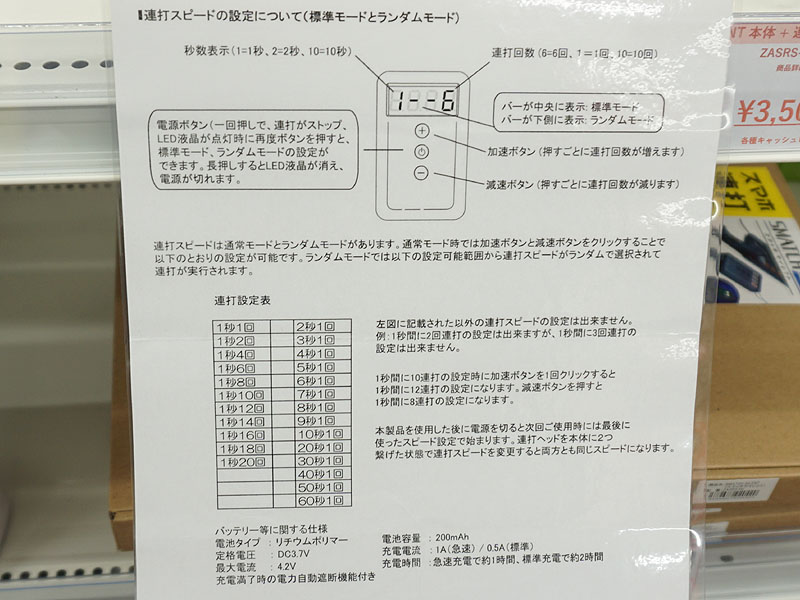 ▌連打スピードの設定について(標準モードとランダムモード)
秒数表示(1=1秒、2=2秒、10=10秒)
連打回数(6=6回、1=1回、10=10回)
1--6
バーが中央に表示:標準モード
バーが下側に表示:ランダムモード
電源ボタン(一回押しで、連打がストップ、
LED液晶が点灯時に再度ボタンを押すと、
標準モード、ランダムモードの設定が
できます。長押しするとLED液晶が消え、
電源が切れます。
加速ボタン(押すごとに連打回数が増えます)
減速ボタン(押すごとに連打回数が減ります)
連打スピードは通常モードとランダムモードがあります。通常モード時では加速ボタンと減速ボタンをクリックすることで
以下のとおりの設定が可能です。ランダムモードでは以下の設定可能範囲から連打スピードがランダムで選択されて
連打が実行されます。
連打設定表
1秒1回 2秒1回
1秒2回 3秒1回
1秒4回 4秒1回
1秒6回 5秒1回
1秒8回 6秒1回
1秒10回 7秒1回
1秒12回 8秒1回
1秒14回 9秒1回
1秒16回 10秒1回
1秒18回 20秒1回
1秒20回 30秒1回
40秒1回
50秒1回
60秒1回
左図に記載された以外の連打スピードの設定は出来ません。
例:1秒間に2回連打の設定は出来ますが、1秒間に3回連打の
設定は出来ません。
1秒間に10連打の設定時に加速ボタンを1回クリックすると
1秒間に12連打の設定になります。減速ボタンを押すと
1秒間に8連打の設定になります。
本製品を使用した後に電源を切ると次回ご使用時には最後に
使ったスピード設定で始まります。連打ヘッドを本体に2つ
繋げた状態で連打スピードを変更すると両方とも同じスピードになります。
バッテリー等に関する仕様
電池タイプ : リチウムポリマー
定格電圧 : DC3.7V
最大電流 : 4.2V
充電満了時の電力自動遮断機能付き
電池容量 : 200mAh
充電電流 : 1A(急速) / 0.5A(標準)
充電時間 : 急速充電で約1時間、標準充電で約2時間
NT 本体+連
ZASRS-
商品詳
¥3,50
各種キャッシュ
スマホ
連打
SMATCH